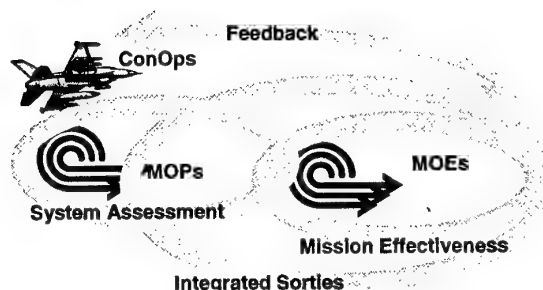 Feedback
ConOps
MOPs
MOEs
System Assessment
Mission Effectiveness
Integrated Sorties